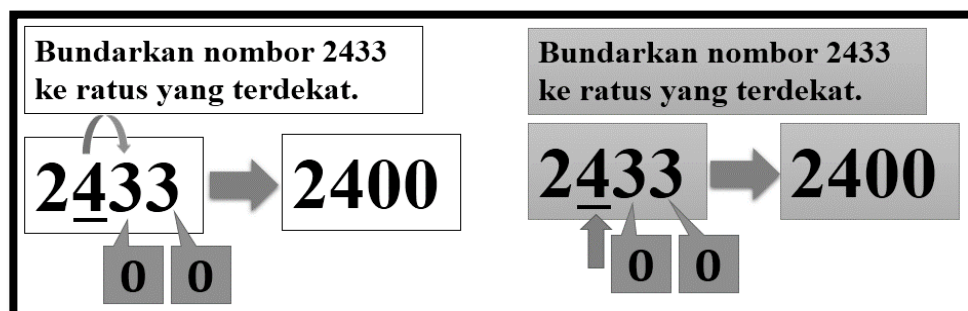 Bundarkan nombor 2433
ke ratus yang terdekat.
2433
2400
0 0
Bundarkan nombor 2433
ke ratus yang terdekat.
2433
2400
0 0